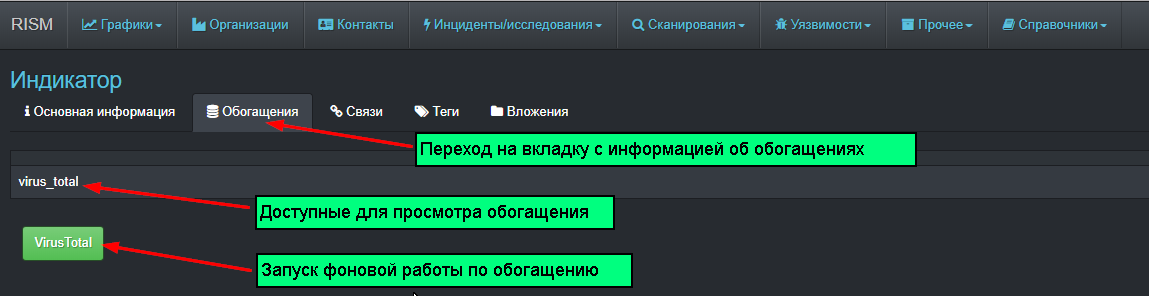 RISM Графики Организации Контакты Инциденты/исследования Сканирования Уязвимости Прочее Справочники
Индикатор
Основная информация Обогащения Связи Теги Вложения
Переход на вкладку с информацией об обогащениях
virus_total
Доступные для просмотра обогащения
VirusTotal
Запуск фоновой работы по обогащению